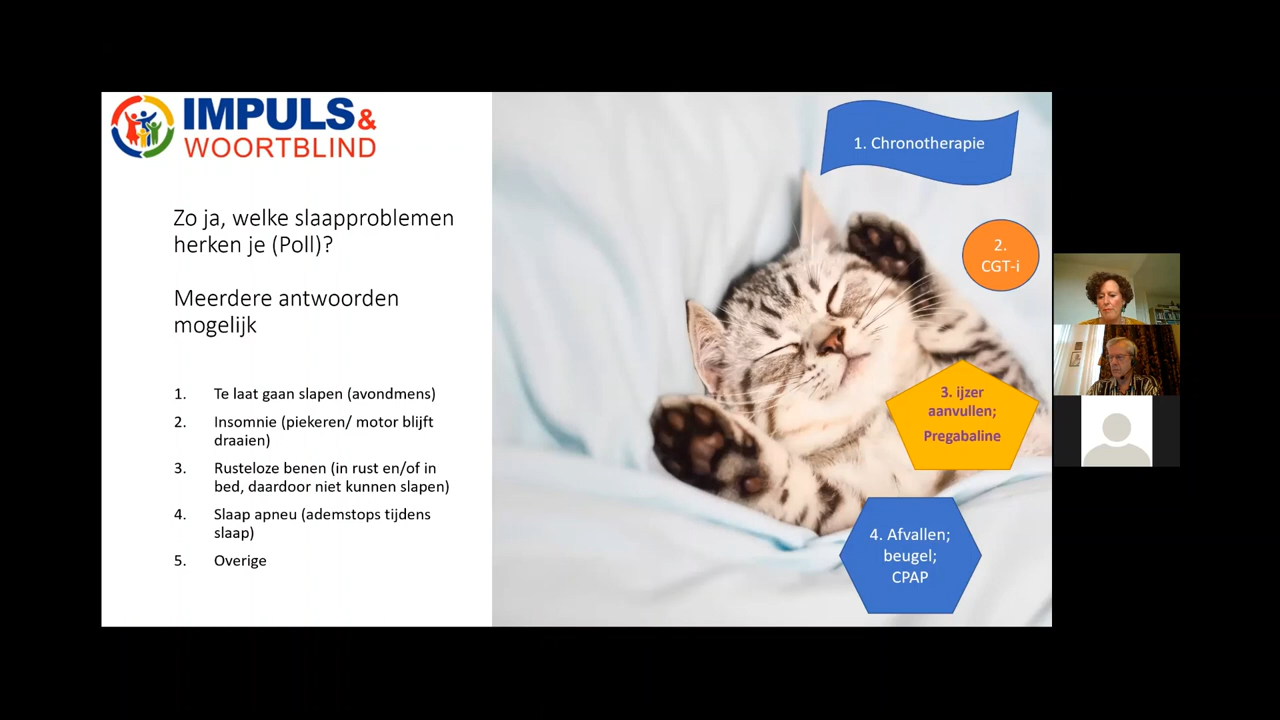 IMPULS &
WOORTBLIND
Zo ja, welke slaapproblemen
herken je (Poll)?
Meerdere antwoorden
mogelijk
1. Te laat gaan slapen (avondmens)
2. Insomnie (piekeren/ motor blijft
draaien)
3. Rusteloze benen (in rust en/of in
bed, daardoor niet kunnen slapen)
4. Slaap apneu (ademstops tijdens
slaap)
5. Overige
1. Chronotherapie
2.
CGT-i
3. ijzer
aanvullen;
Pregabaline
4. Afvallen;
beugel;
CPAP